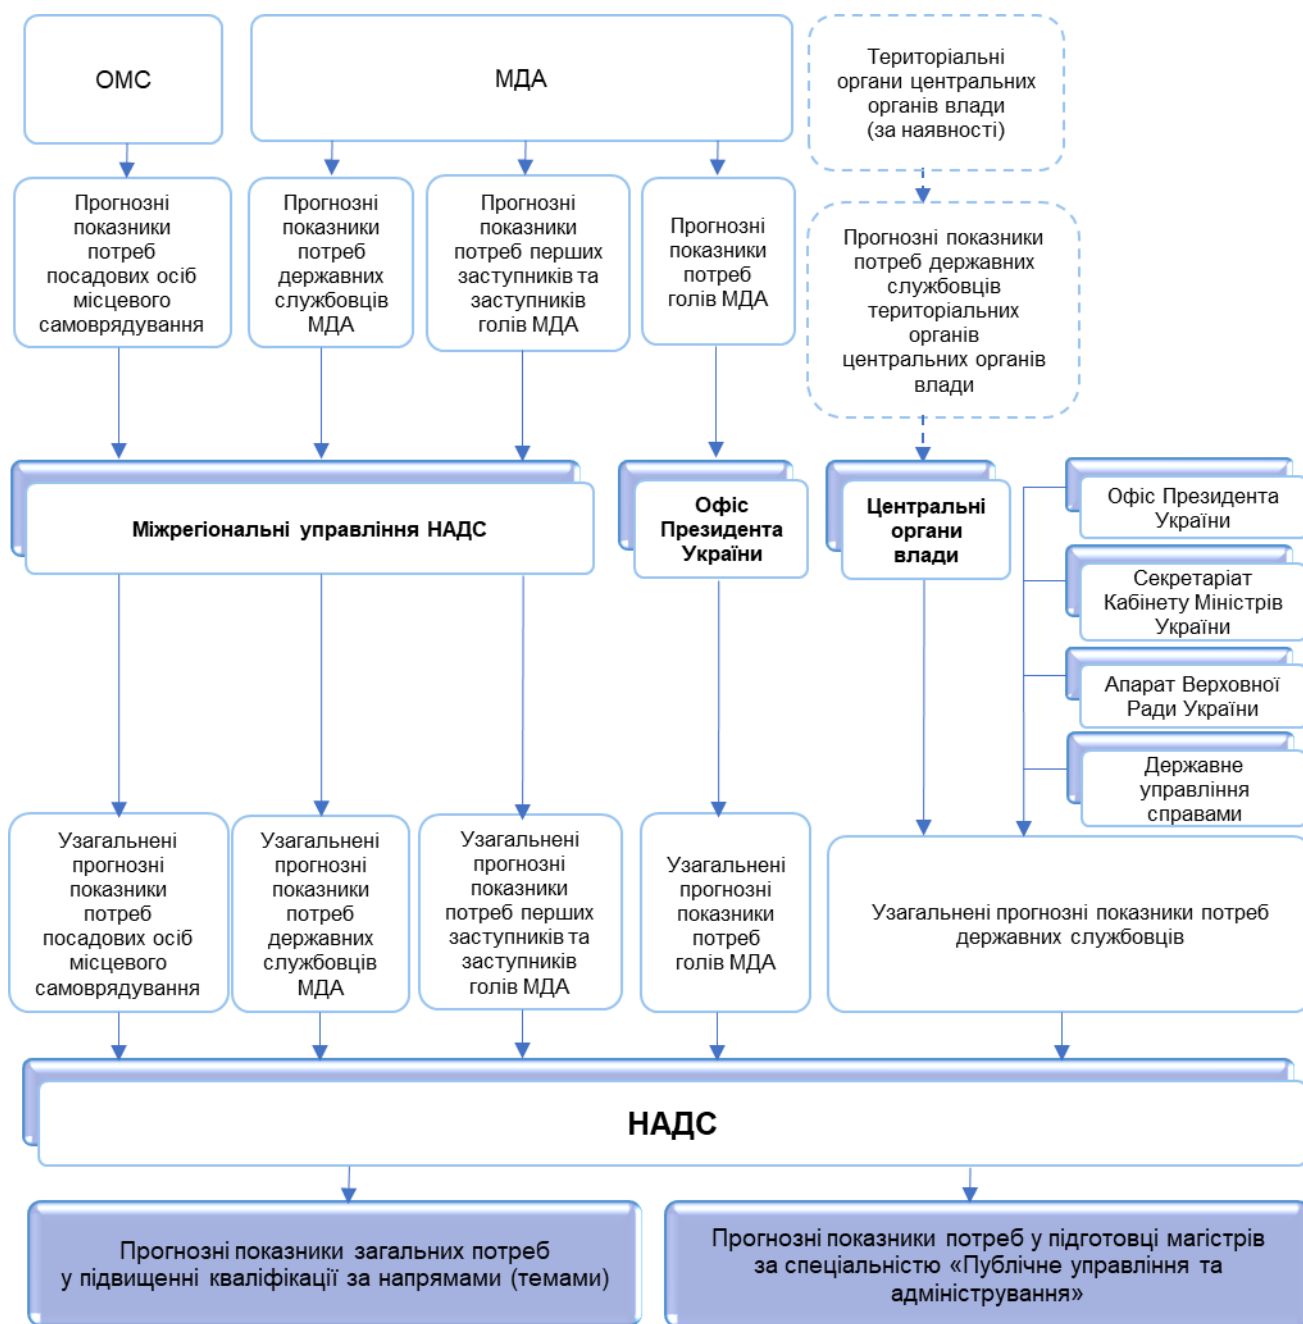 ОМС
МДА
Територіальні
органи центральних
органів влади
(за наявності)
Прогнозні
показники
потреб
посадових осіб
місцевого
самоврядування
Прогнозні
показники
потреб
державних
службовців
МДА
Прогнозні
показники
потреб перших
заступників та
заступників
голів МДА
Прогнозні
показники
потреб
голів МДА
Прогнозні показники
потреб державних
службовців
територіальних
органів
центральних органів
влади
Міжрегіональні управління НАДС
Офіс
Президента
України
Центральні
органи
влади
Офіс Президента
України
Секретаріат
Кабінету Міністрів
України
Апарат Верховної
Ради України
Державне
управління
справами
Узагальнені
прогнозні
показники
потреб
посадових осіб
місцевого
самоврядування
Узагальнені
прогнозні
показники
потреб
державних
службовців
МДА
Узагальнені
прогнозні
показники
потреб перших
заступників та
заступників
голів МДА
Узагальнені
прогнозні
показники
потреб
голів МДА
Узагальнені прогнозні показники потреб
державних службовців
НАДС
Прогнозні показники загальних потреб
у підвищенні кваліфікації за напрямами (темами)
Прогнозні показники потреб у підготовці магістрів
за спеціальністю «Публічне управління та
адміністрування»